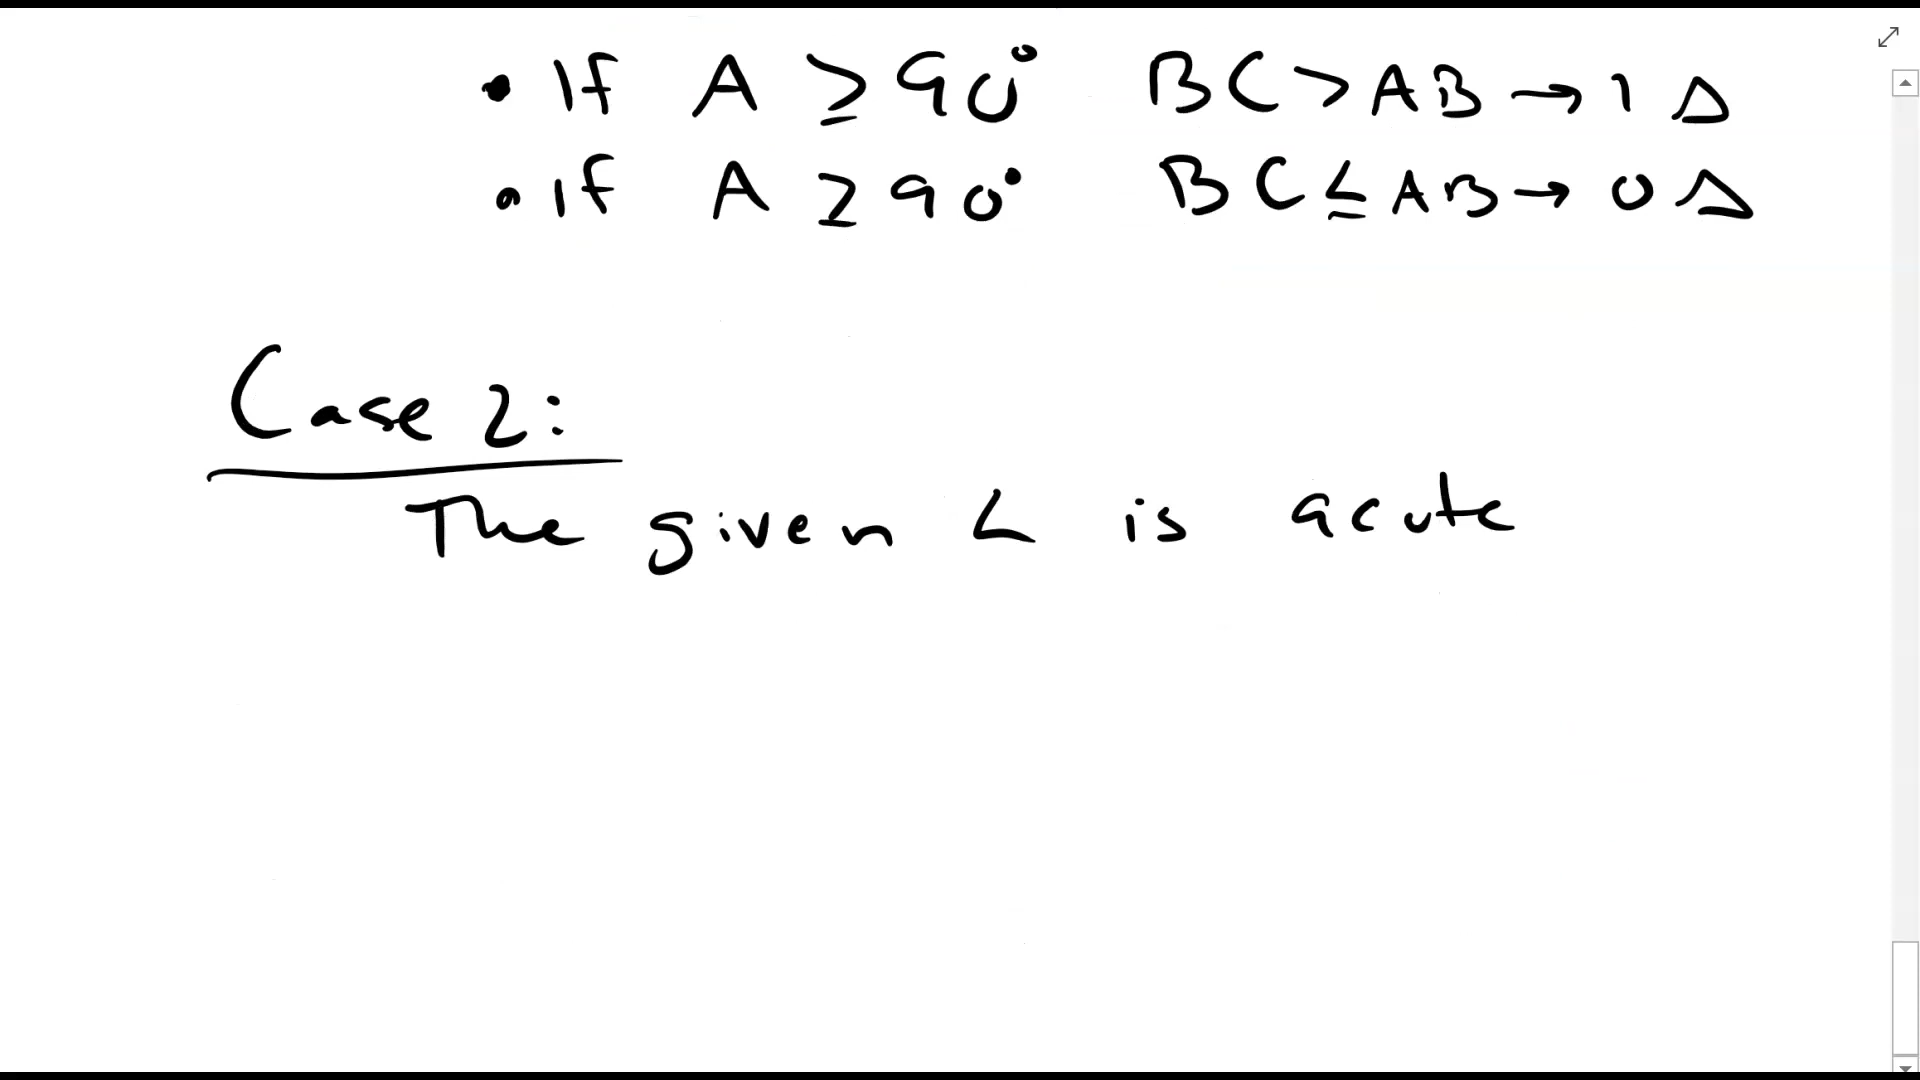 • If A ≥ 90° BC > AB → 1 Δ
• If A ≥ 90° BC ≤ AB → 0 Δ
Case 2:
The given ∠ is acute